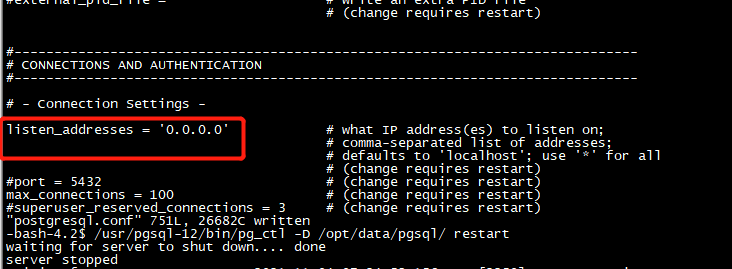 #external_pid_file = # write an extra PID file
# (change requires restart)
#------------------------------------------------------------------------------
# CONNECTIONS AND AUTHENTICATION
#------------------------------------------------------------------------------
# - Connection Settings -
listen_addresses = '0.0.0.0' # what IP address(es) to listen on;
# comma-separated list of addresses;
# defaults to 'localhost'; use '*' for all
# (change requires restart)
#port = 5432 # (change requires restart)
max_connections = 100 # (change requires restart)
#superuser_reserved_connections = 3 # (change requires restart)
"postgresql.conf" 751L, 26682C written
-bash-4.2$ /usr/pgsql-12/bin/pg_ctl -D /opt/data/pgsql/ restart
waiting for server to shut down.... done
server stopped